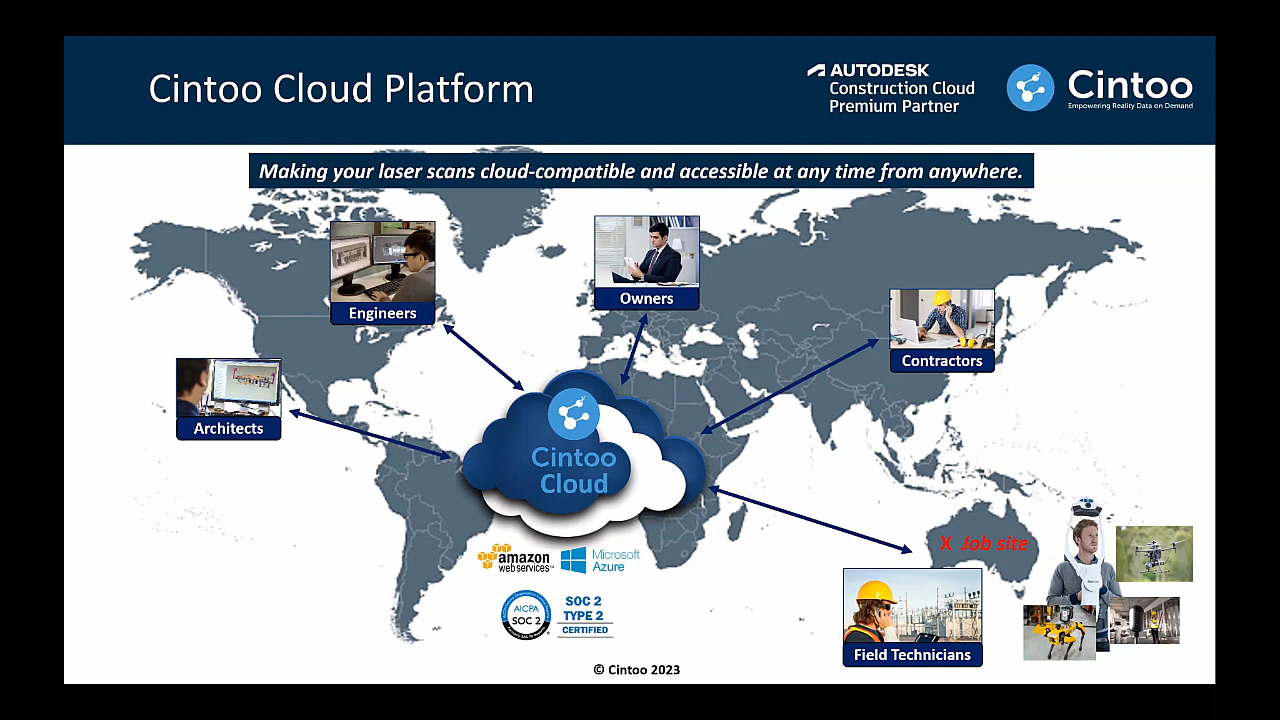 Cintoo Cloud Platform
AUTODESK
Construction Cloud
Premium Partner
Cintoo
Empowering Reality Data on Demand
Making your laser scans cloud-compatible and accessible at any time from anywhere.
Engineers
Owners
Contractors
Architects
Cintoo
Cloud
X Job site
amazon
webservices™
Microsoft
Azure
AICPA
SOC 2
SOC 2
TYPE 2
CERTIFIED
Field Technicians
© Cintoo 2023